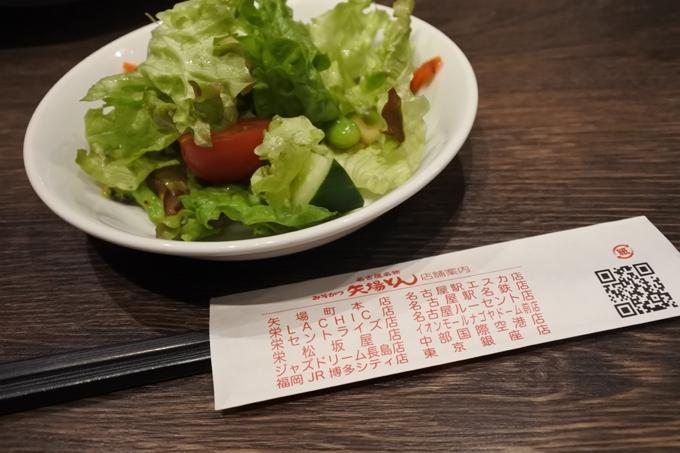 名古屋名物
みそかつ 矢場とん 店舗案内
矢場町本店
栄LACHIC店
栄セントライズ店
栄松坂屋店
ジャズドリーム長島店
福岡JR博多シティ店
名古屋駅エスカ店
名古屋駅名鉄店
名古屋ルーセント店
イオンモールナゴヤドーム前店
中部国際空港店
東京銀座店
紙